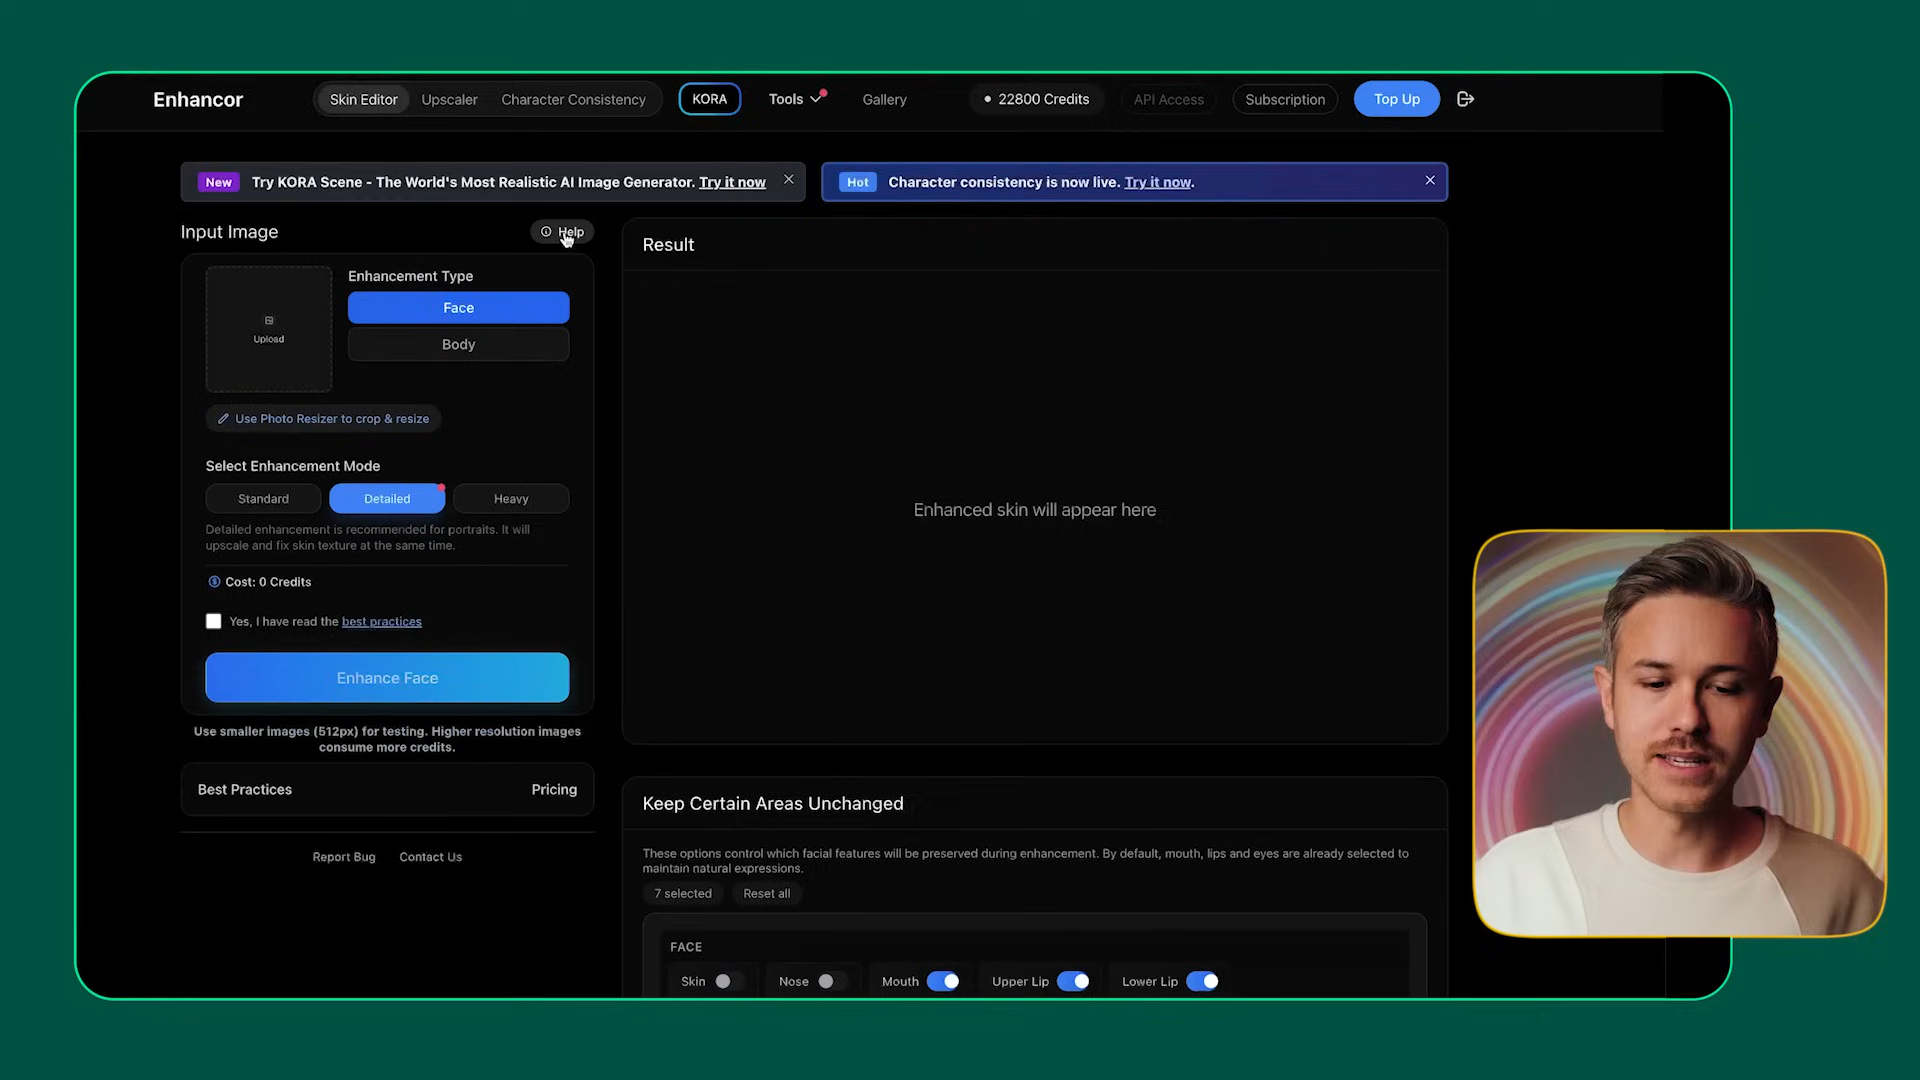 Enhancor
Skin Editor
Upscaler
Character Consistency
KORA
Tools
Gallery
22800 Credits
API Access
Subscription
Top Up
New
Try KORA Scene - The World's Most Realistic AI Image Generator. Try it now
Hot
Character consistency is now live. Try it now.
Input Image
Help
Upload
Enhancement Type
Face
Body
Use Photo Resizer to crop & resize
Select Enhancement Mode
Standard
Detailed
Heavy
Detailed enhancement is recommended for portraits. It will
upscale and fix skin texture at the same time.
Cost: 0 Credits
Yes, I have read the best practices
Enhance Face
Use smaller images (512px) for testing. Higher resolution images
consume more credits.
Best Practices
Pricing
Report Bug
Contact Us
Result
Enhanced skin will appear here
Keep Certain Areas Unchanged
These options control which facial features will be preserved during enhancement. By default, mouth, lips and eyes are already selected to
maintain natural expressions.
7 selected
Reset all
FACE
Skin
Nose
Mouth
Upper Lip
Lower Lip